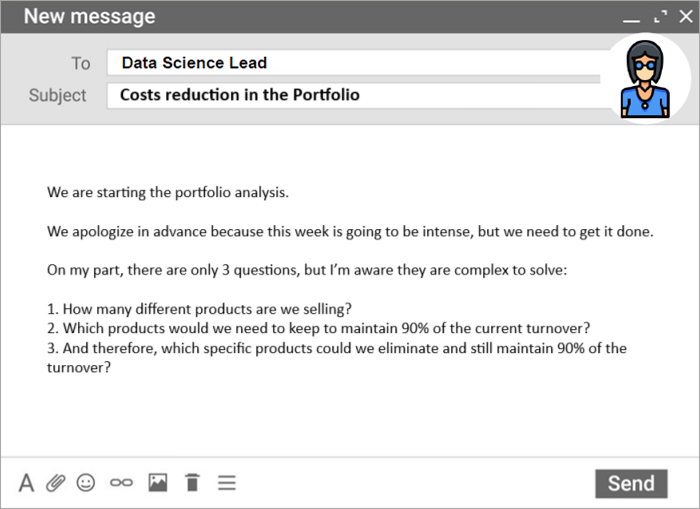 New message
To Data Science Lead
Subject Costs reduction in the Portfolio
We are starting the portfolio analysis.
We apologize in advance because this week is going to be intense, but we need to get it done.
On my part, there are only 3 questions, but I'm aware they are complex to solve:
1. How many different products are we selling?
2. Which products would we need to keep to maintain 90% of the current turnover?
3. And therefore, which specific products could we eliminate and still maintain 90% of the
turnover?
A
Send